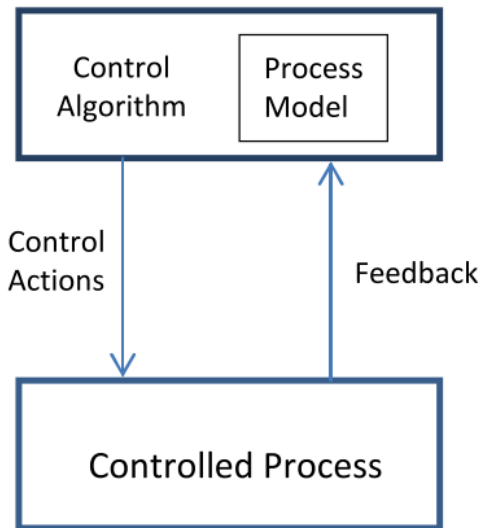 Control
Algorithm
Process
Model
Control
Actions
Feedback
Controlled Process